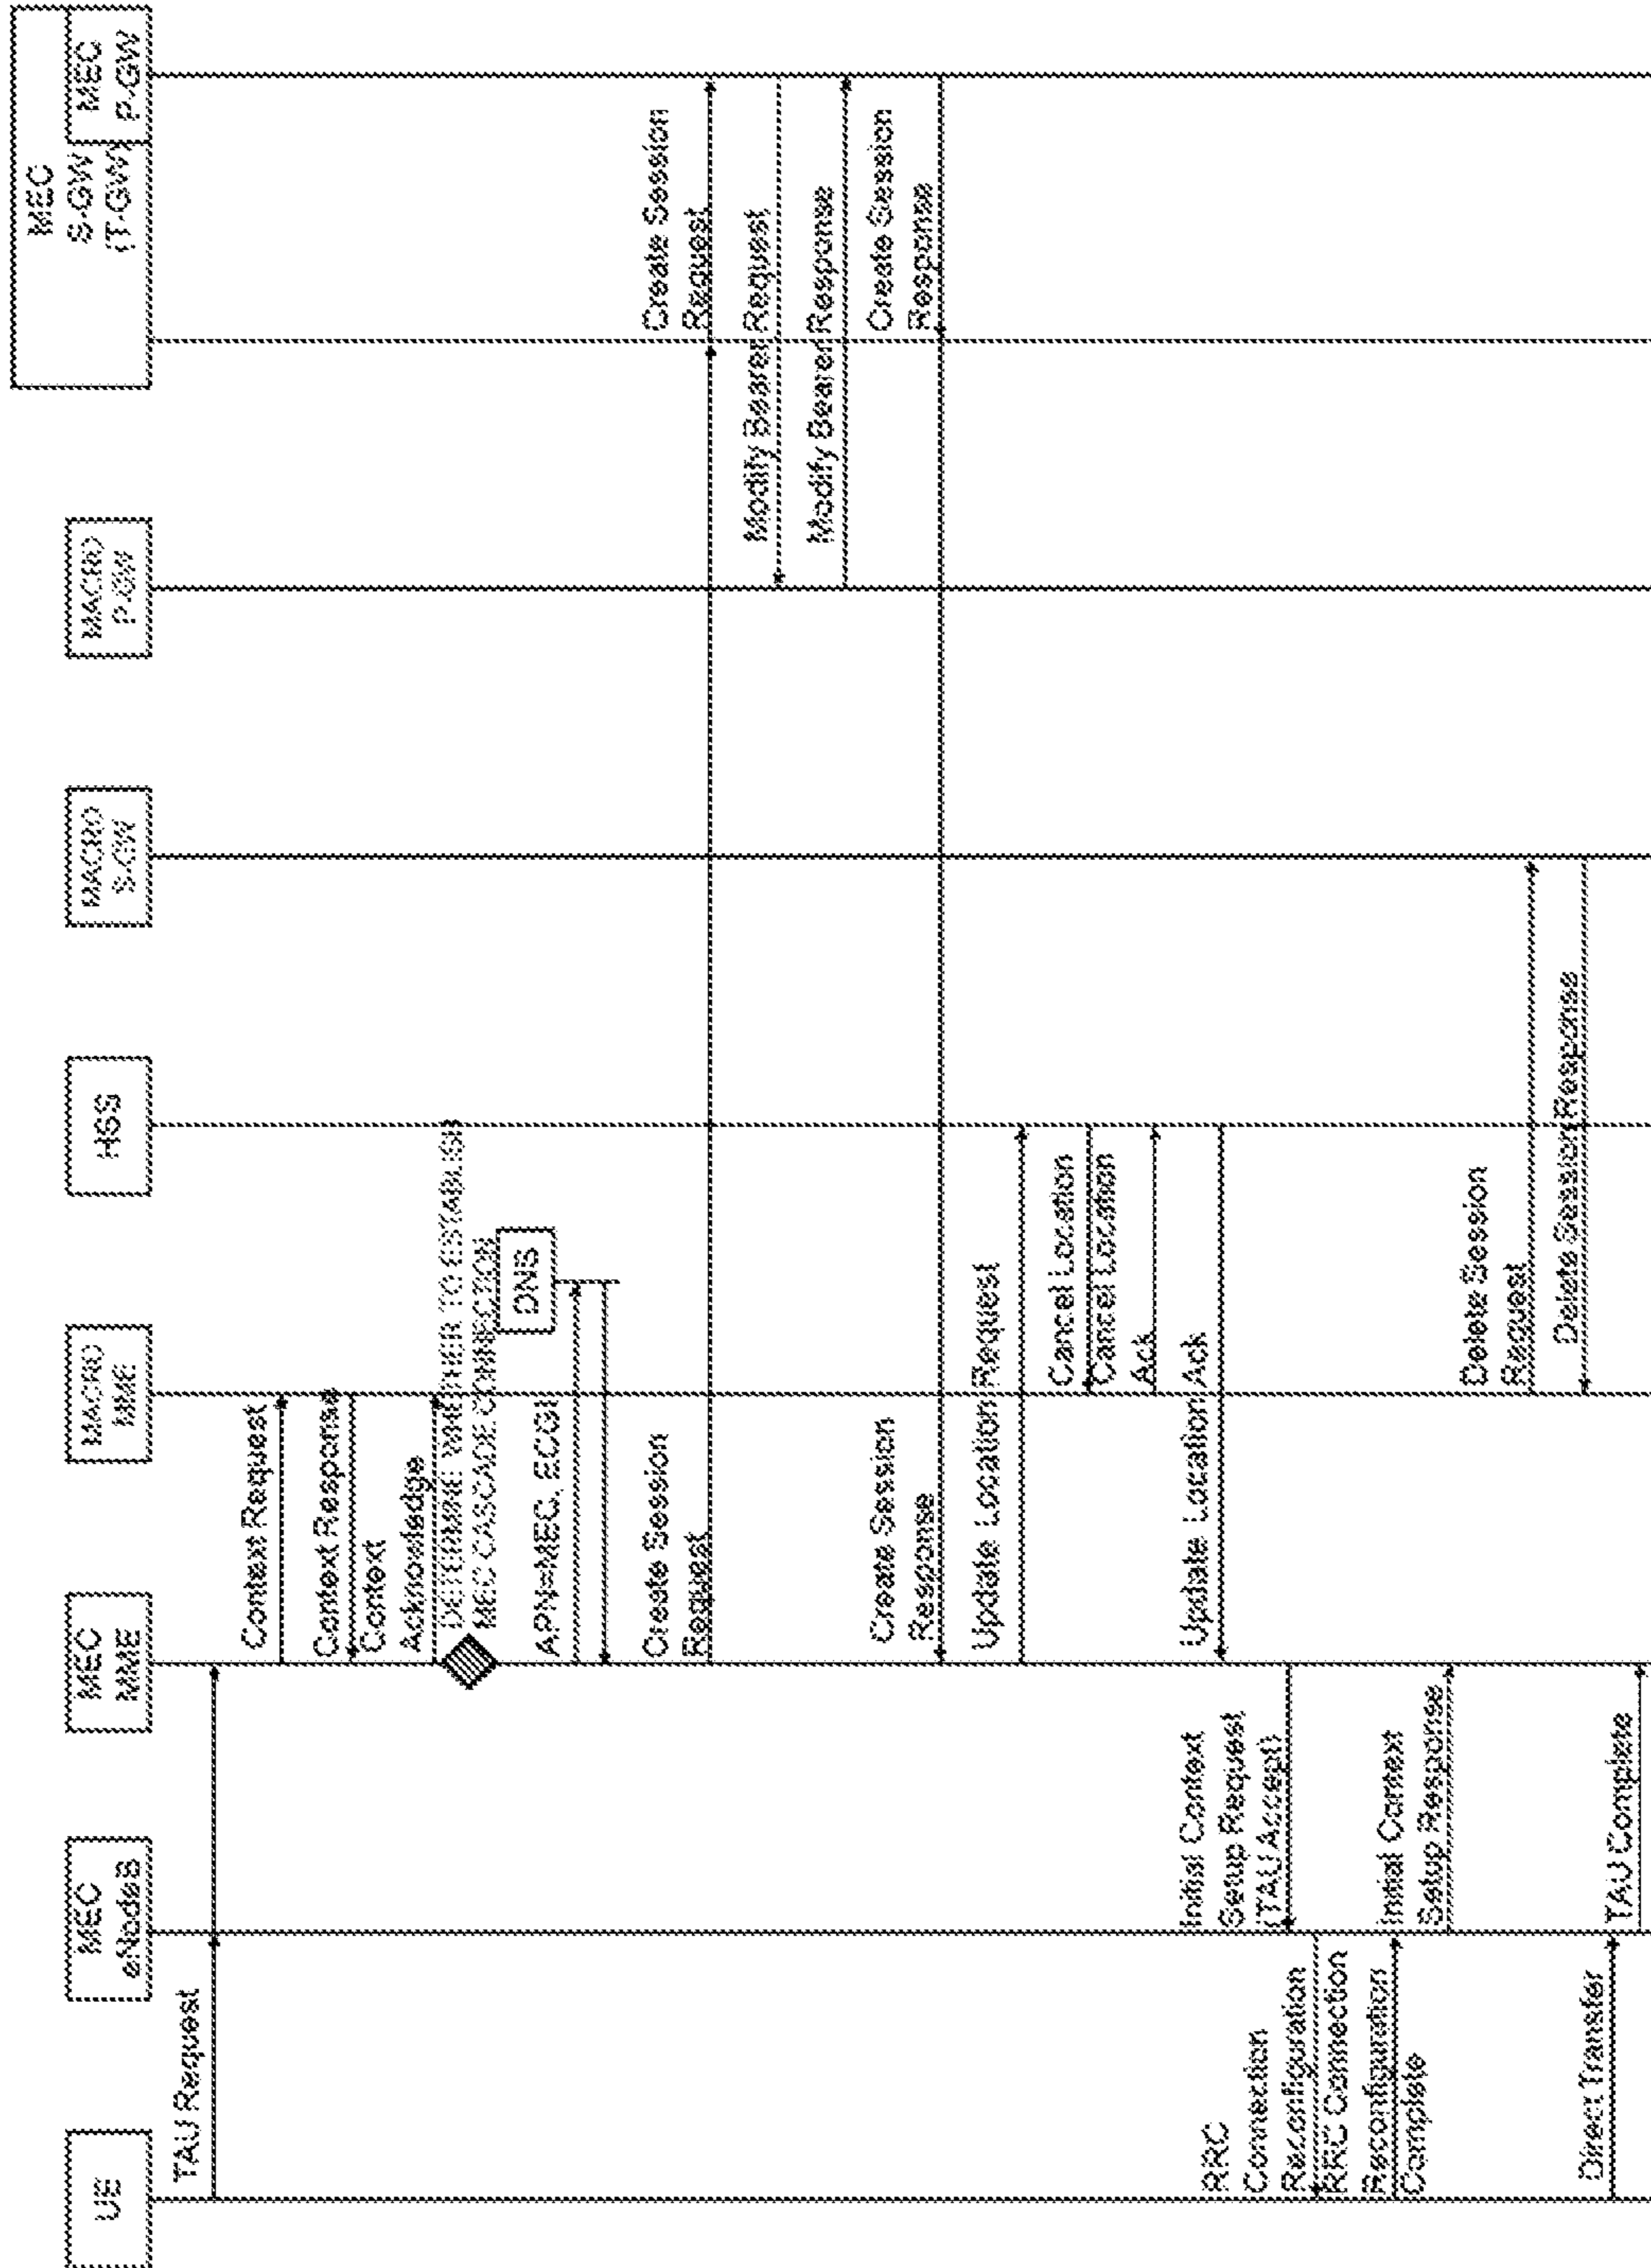 UE
MEC
eNodeB
MEC
MME
MACRO
MME
HSS
MACRO
S-GW
MACRO
P-GW
MEC
S-GW
(T-GW)
MEC
P-GW
TAU Request
Context Request
Context Response
Context
Acknowledge
DETERMINE WHETHER TO ESTABLISH
MEC CASCADE CONNECTION
DNS
APN=MEC, ECGI
Create Session
Request
Create Session
Request
Modify Bearer Request
Modify Bearer Response
Create Session
Response
Create Session
Response
Update Location Request
Cancel Location
Cancel Location
Ack
Update Location Ack
Initial Context
Setup Request
(TAU Accept)
RRC
Connection
Reconfiguration
RRC Connection
Reconfiguration
Complete
Initial Context
Setup Response
Delete Session
Request
Delete Session Response
Direct Transfer
TAU Complete